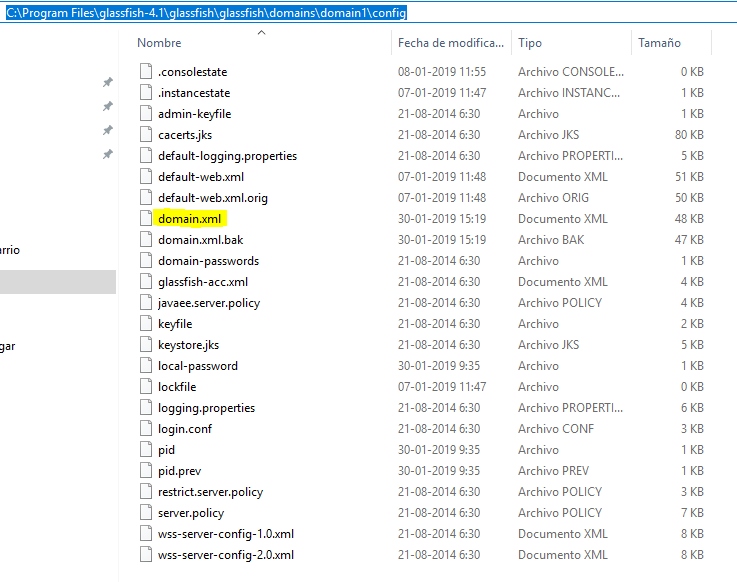 C:\Program Files\glassfish-4.1\glassfish\glassfish\domains\domain1\config
Nombre Fecha de modifica... Tipo Tamaño
.consolestate 08-01-2019 11:55 Archivo CONSOLE... 0 KB
.instancestate 07-01-2019 11:47 Archivo INSTANC... 1 KB
admin-keyfile 21-08-2014 6:30 Archivo 1 KB
cacerts.jks 21-08-2014 6:30 Archivo JKS 80 KB
default-logging.properties 21-08-2014 6:30 Archivo PROPERTI... 5 KB
default-web.xml 07-01-2019 11:48 Documento XML 51 KB
default-web.xml.orig 07-01-2019 11:48 Archivo ORIG 50 KB
domain.xml 30-01-2019 15:19 Documento XML 48 KB
domain.xml.bak 30-01-2019 15:19 Archivo BAK 47 KB
arrio
domain-passwords 21-08-2014 6:30 Archivo 1 KB
glassfish-acc.xml 21-08-2014 6:30 Documento XML 4 KB
javaee.server.policy 21-08-2014 6:30 Archivo POLICY 4 KB
keyfile 21-08-2014 6:30 Archivo 2 KB
gar
keystore.jks 21-08-2014 6:30 Archivo JKS 5 KB
local-password 30-01-2019 9:35 Archivo 1 KB
lockfile 07-01-2019 11:47 Archivo 0 KB
logging.properties 21-08-2014 6:30 Archivo PROPERTI... 6 KB
login.conf 21-08-2014 6:30 Archivo CONF 3 KB
pid 30-01-2019 9:35 Archivo 1 KB
pid.prev 30-01-2019 9:35 Archivo PREV 1 KB
restrict.server.policy 21-08-2014 6:30 Archivo POLICY 3 KB
server.policy 21-08-2014 6:30 Archivo POLICY 7 KB
wss-server-config-1.0.xml 21-08-2014 6:30 Documento XML 8 KB
wss-server-config-2.0.xml 21-08-2014 6:30 Documento XML 8 KB